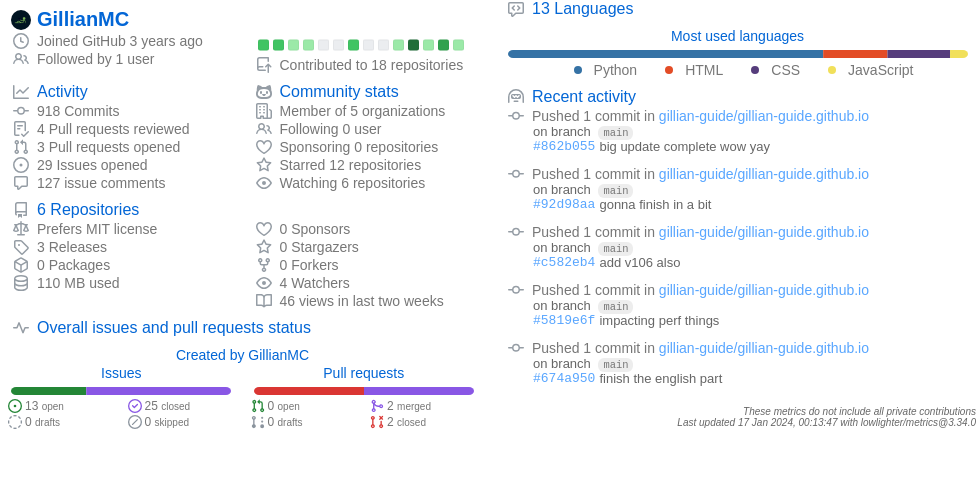 GillianMC
Joined GitHub 3 years ago
Followed by 1 user
Contributed to 18 repositories
Activity
918 Commits
4 Pull requests reviewed
3 Pull requests opened
29 Issues opened
127 issue comments
Community stats
Member of 5 organizations
Following 0 user
Sponsoring 0 repositories
Starred 12 repositories
Watching 6 repositories
6 Repositories
Prefers MIT license
3 Releases
0 Packages
110 MB used
0 Sponsors
0 Stargazers
0 Forkers
4 Watchers
46 views in last two weeks
Overall issues and pull requests status
Created by GillianMC
Issues
13 open
25 closed
0 drafts
0 skipped
Pull requests
0 open
2 merged
0 drafts
2 closed
13 Languages
Most used languages
Python HTML CSS JavaScript
Recent activity
Pushed 1 commit in gillian-guide/gillian-guide.github.io
on branch main
#862b055 big update complete wow yay
Pushed 1 commit in gillian-guide/gillian-guide.github.io
on branch main
#92d98aa gonna finish in a bit
Pushed 1 commit in gillian-guide/gillian-guide.github.io
on branch main
#c582eb4 add v106 also
Pushed 1 commit in gillian-guide/gillian-guide.github.io
on branch main
#5819e6f impacting perf things
Pushed 1 commit in gillian-guide/gillian-guide.github.io
on branch main
#674a950 finish the english part
These metrics do not include all private contributions
Last updated 17 Jan 2024, 00:13:47 with lowlighter/metrics@3.34.0